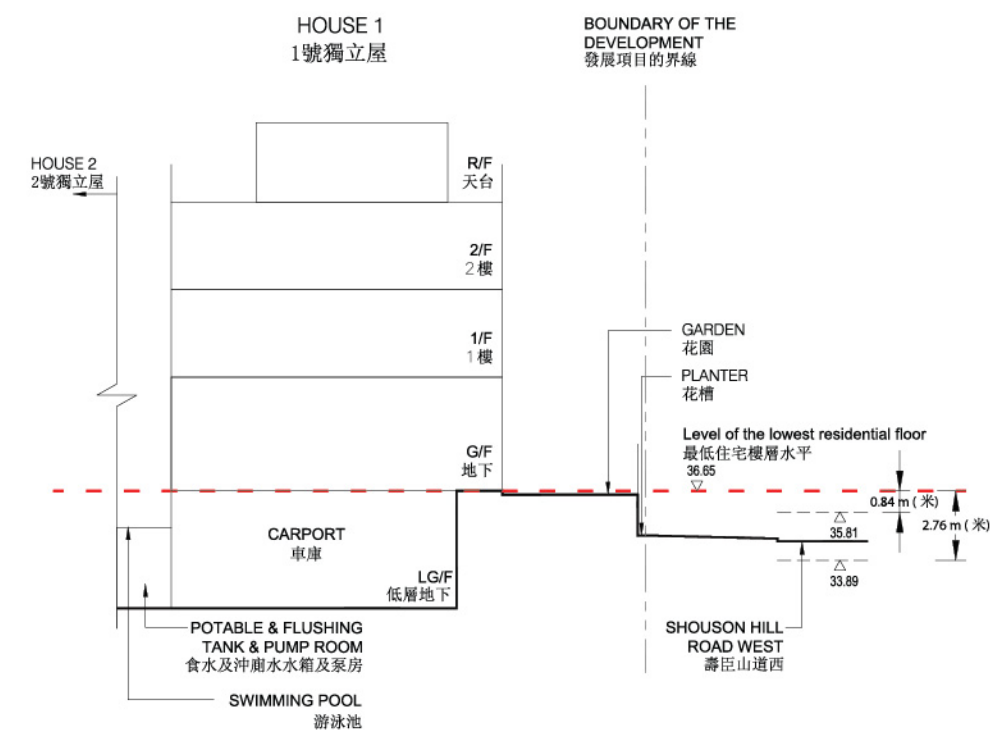 HOUSE 1
1號獨立屋
BOUNDARY OF THE
DEVELOPMENT
發展項目的界線
HOUSE 2
2號獨立屋
R/F
天台
2/F
2樓
1/F
1樓
GARDEN
花園
PLANTER
花槽
Level of the lowest residential floor
最低住宅樓層水平
36.65
G/F
地下
0.84 m ( 米)
2.76 m ( 米)
35.81
33.89
CARPORT
車庫
LG/F
低層地下
POTABLE & FLUSHING
TANK & PUMP ROOM
食水及沖廁水水箱及泵房
SWIMMING POOL
游泳池
SHOUSON HILL
ROAD WEST
壽臣山道西